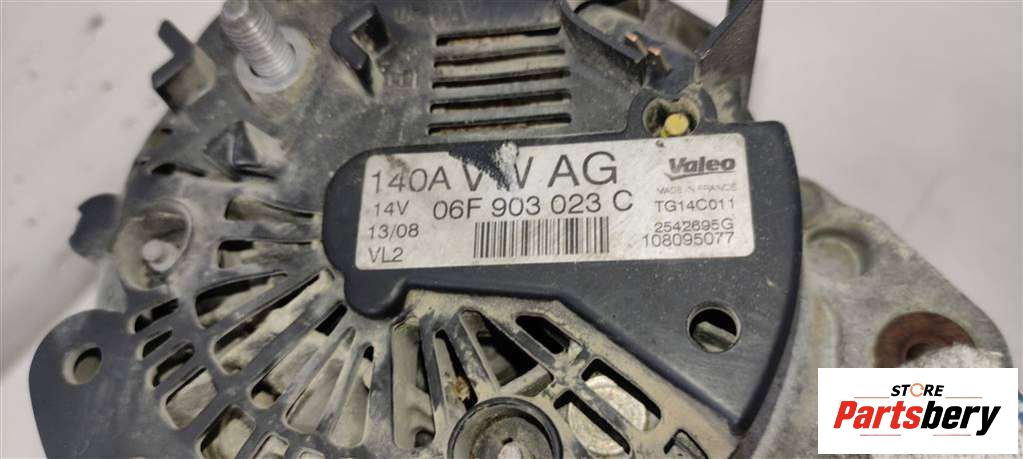 140A VW AG
Valeo
MADE IN FRANCE
14V 06F 903 023 C
TG14C011
13/08
2542695G
VL2
108095077
STORE
Partsbery